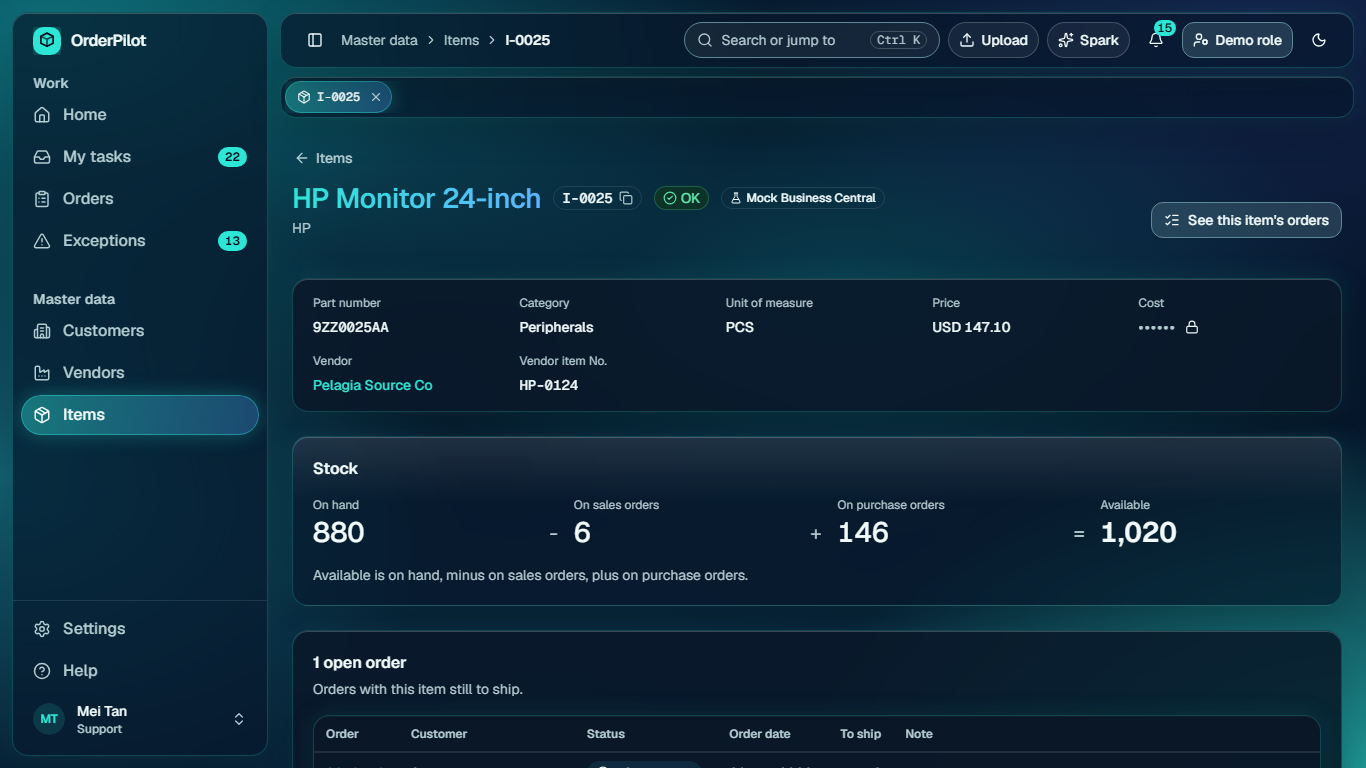 OrderPilot
Master data > Items > I-0025
Search or jump to Ctrl K
Upload
Spark
15
Demo role
I-0025
Work
Home
My tasks 22
Orders
Exceptions 13
Master data
Customers
Vendors
Items
Settings
Help
MT
Mei Tan
Support
Items
HP Monitor 24-inch I-0025 OK Mock Business Central
HP
See this item's orders
Part number Category Unit of measure Price Cost
9ZZ0025AA Peripherals PCS USD 147.10 ••••••
Vendor Vendor item No.
Pelagia Source Co HP-0124
Stock
On hand On sales orders On purchase orders Available
880 - 6 + 146 = 1,020
Available is on hand, minus on sales orders, plus on purchase orders.
1 open order
Orders with this item still to ship.
Order Customer Status Order date To ship Note